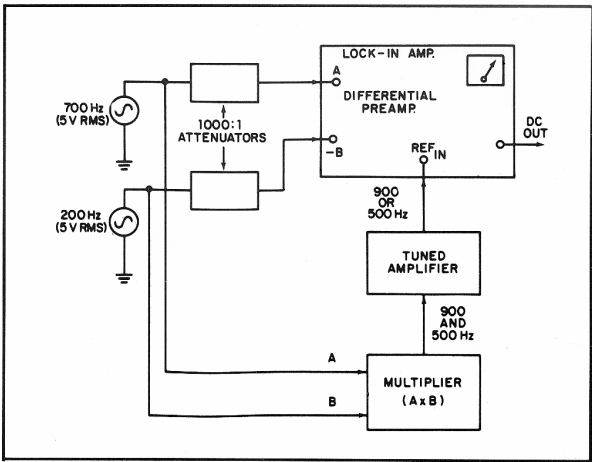 LOCK-IN AMP.
A
DIFFERENTIAL
PREAMP.
700 Hz
(5 V RMS)
1000:1
ATTENUATORS
-B
REF IN
DC
OUT
200 Hz
(5 V RMS)
900
OR
500 Hz
TUNED
AMPLIFIER
900
AND
500 Hz
A
B
MULTIPLIER
(A x B)